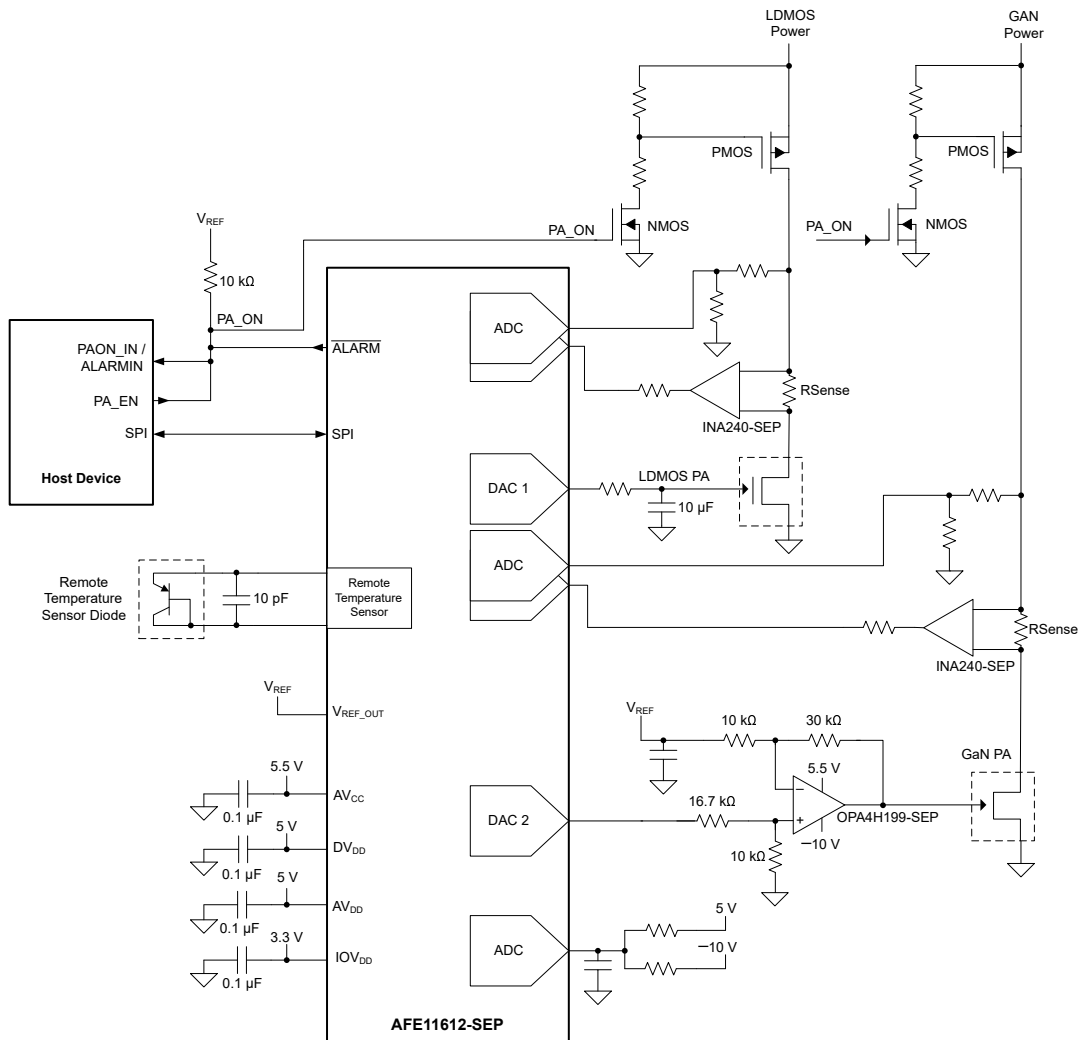 LDMOS
Power
GAN
Power
PMOS
PMOS
PA_ON
NMOS
PA_ON
NMOS
VREF
10 kΩ
PA_ON
PAON_IN /
ALARMIN
PA_EN
SPI
Host Device
ALARM
SPI
ADC
RSense
INA240-SEP
DAC 1
LDMOS PA
10 µF
ADC
Remote
Temperature
Sensor Diode
10 pF
Remote
Temperature
Sensor
RSense
INA240-SEP
VREF
VREF_OUT
VREF
10 kΩ
30 kΩ
GaN PA
5.5 V
AVCC
0.1 µF
5 V
DVDD
0.1 µF
5 V
AVDD
0.1 µF
3.3 V
IOVDD
0.1 µF
DAC 2
16.7 kΩ
10 kΩ
5.5 V
−
+
OPA4H199-SEP
−10 V
ADC
5 V
−10 V
AFE11612-SEP